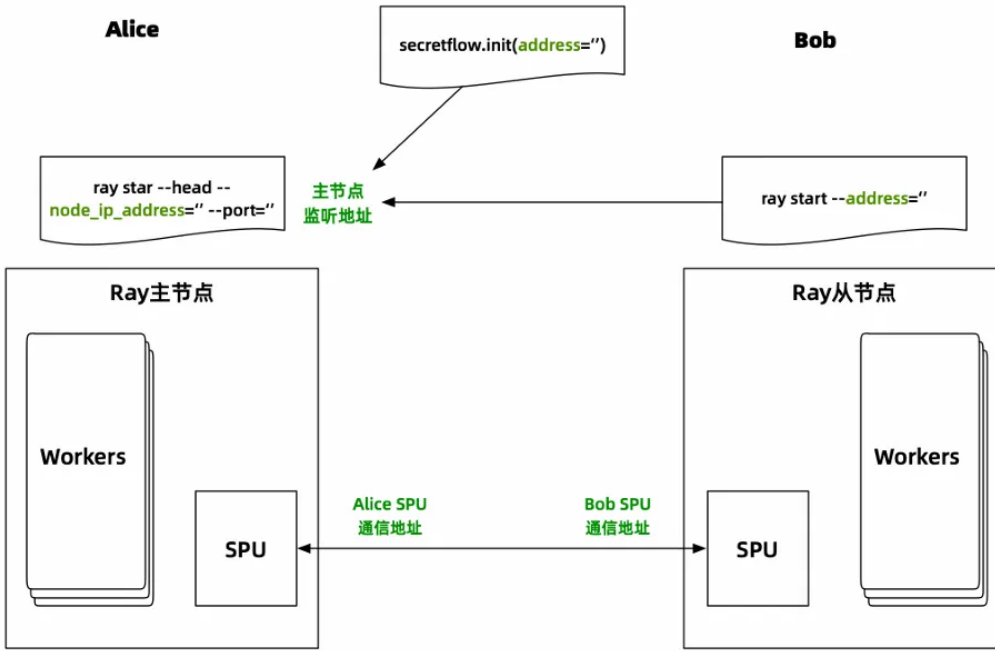 Alice
secretflow.init(address=‘’)
Bob
ray star --head --
node_ip_address=‘’ --port=‘’
主节点
监听地址
ray start --address=‘’
Ray主节点
Ray从节点
Workers
Workers
Alice SPU
通信地址
Bob SPU
通信地址
SPU
SPU